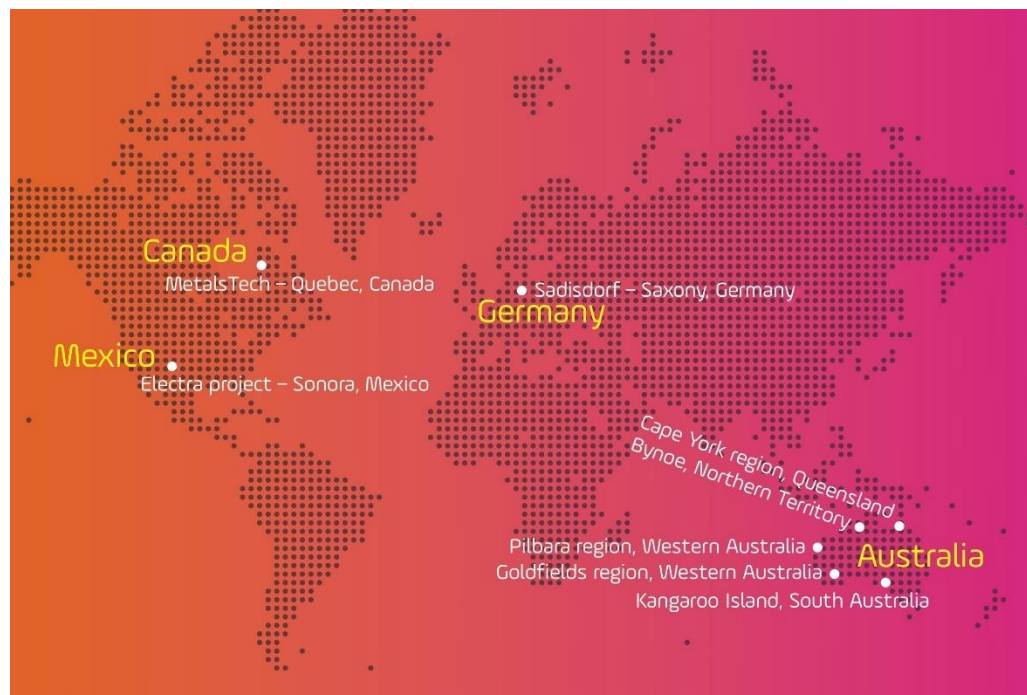 Canada
MetalsTech – Quebec, Canada
Sadisdorf – Saxony, Germany
Germany
Mexico
Electra project – Sonora, Mexico
Cape York region, Queensland
Bynoe, Northern Territory
Pilbara region, Western Australia
Australia
Goldfields region, Western Australia
Kangaroo Island, South Australia